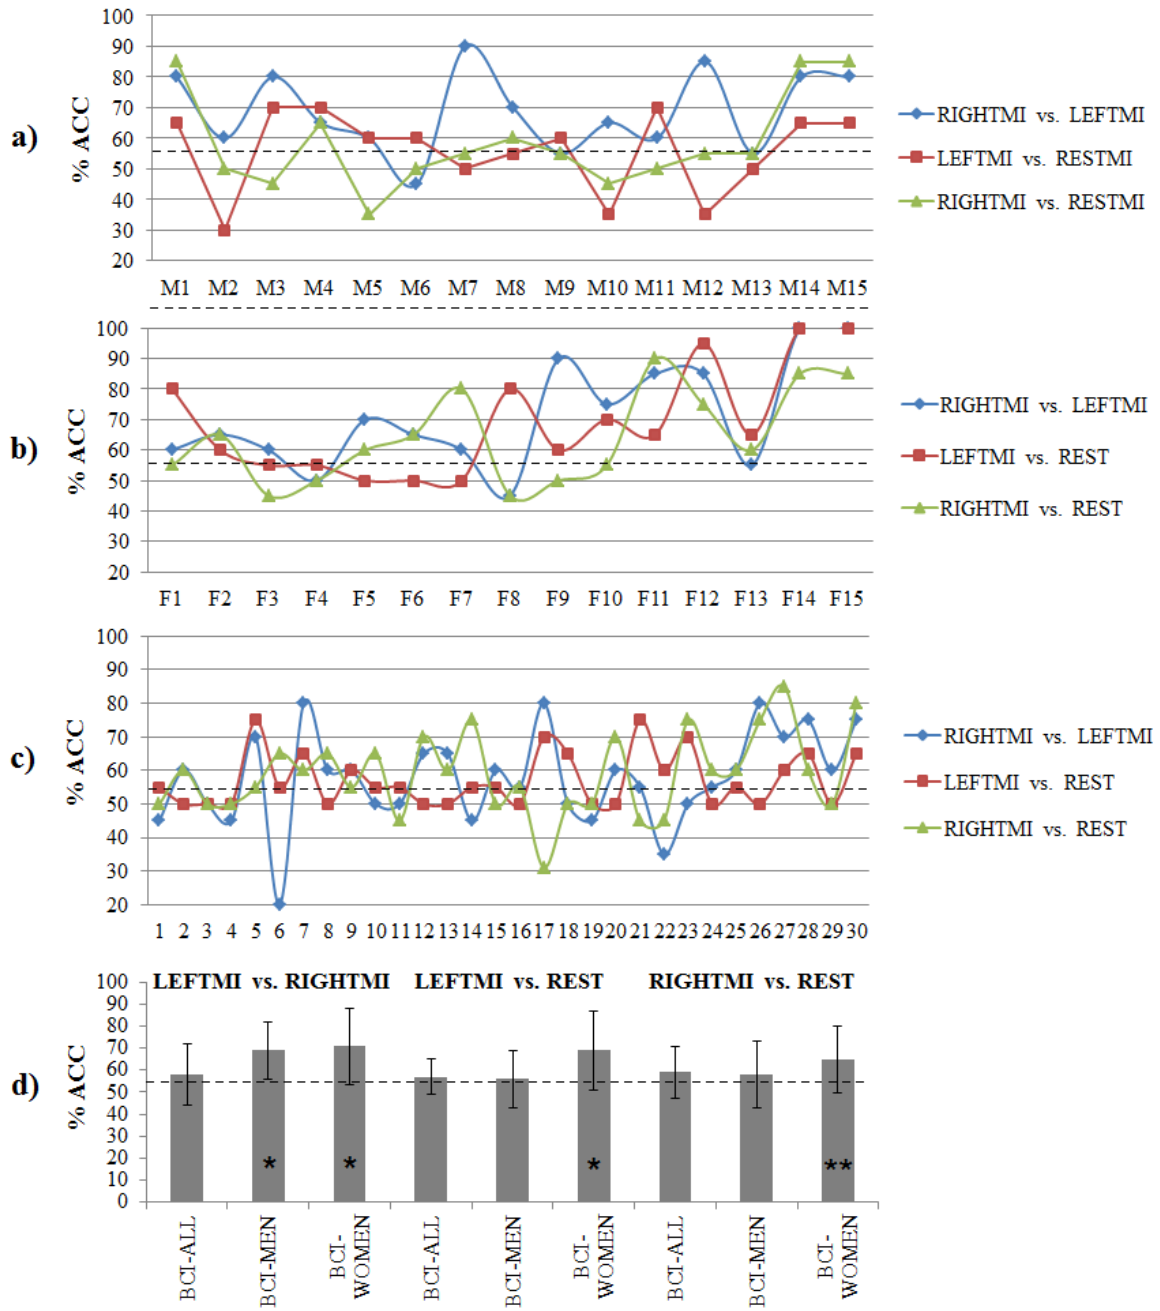 a)
% ACC
100
90
80
70
60
50
40
30
20
M1 M2 M3 M4 M5 M6 M7 M8 M9 M10 M11 M12 M13 M14 M15
RIGHTMI vs. LEFTMI
LEFTMI vs. RESTMI
RIGHTMI vs. RESTMI
b)
% ACC
100
90
80
70
60
50
40
30
20
F1 F2 F3 F4 F5 F6 F7 F8 F9 F10 F11 F12 F13 F14 F15
RIGHTMI vs. LEFTMI
LEFTMI vs. REST
RIGHTMI vs. REST
c)
% ACC
100
90
80
70
60
50
40
30
20
1 2 3 4 5 6 7 8 9 10 11 12 13 14 15 16 17 18 19 20 21 22 23 24 25 26 27 28 29 30
RIGHTMI vs. LEFTMI
LEFTMI vs. REST
RIGHTMI vs. REST
d)
% ACC
LEFTMI vs. RIGHTMI LEFTMI vs. REST RIGHTMI vs. REST
100
90
80
70
60
50
40
30
20
10
0
* * * **
BCI-ALL
BCI-MEN
BCI-
WOMEN
BCI-ALL
BCI-MEN
BCI-
WOMEN
BCI-ALL
BCI-MEN
BCI-
WOMEN